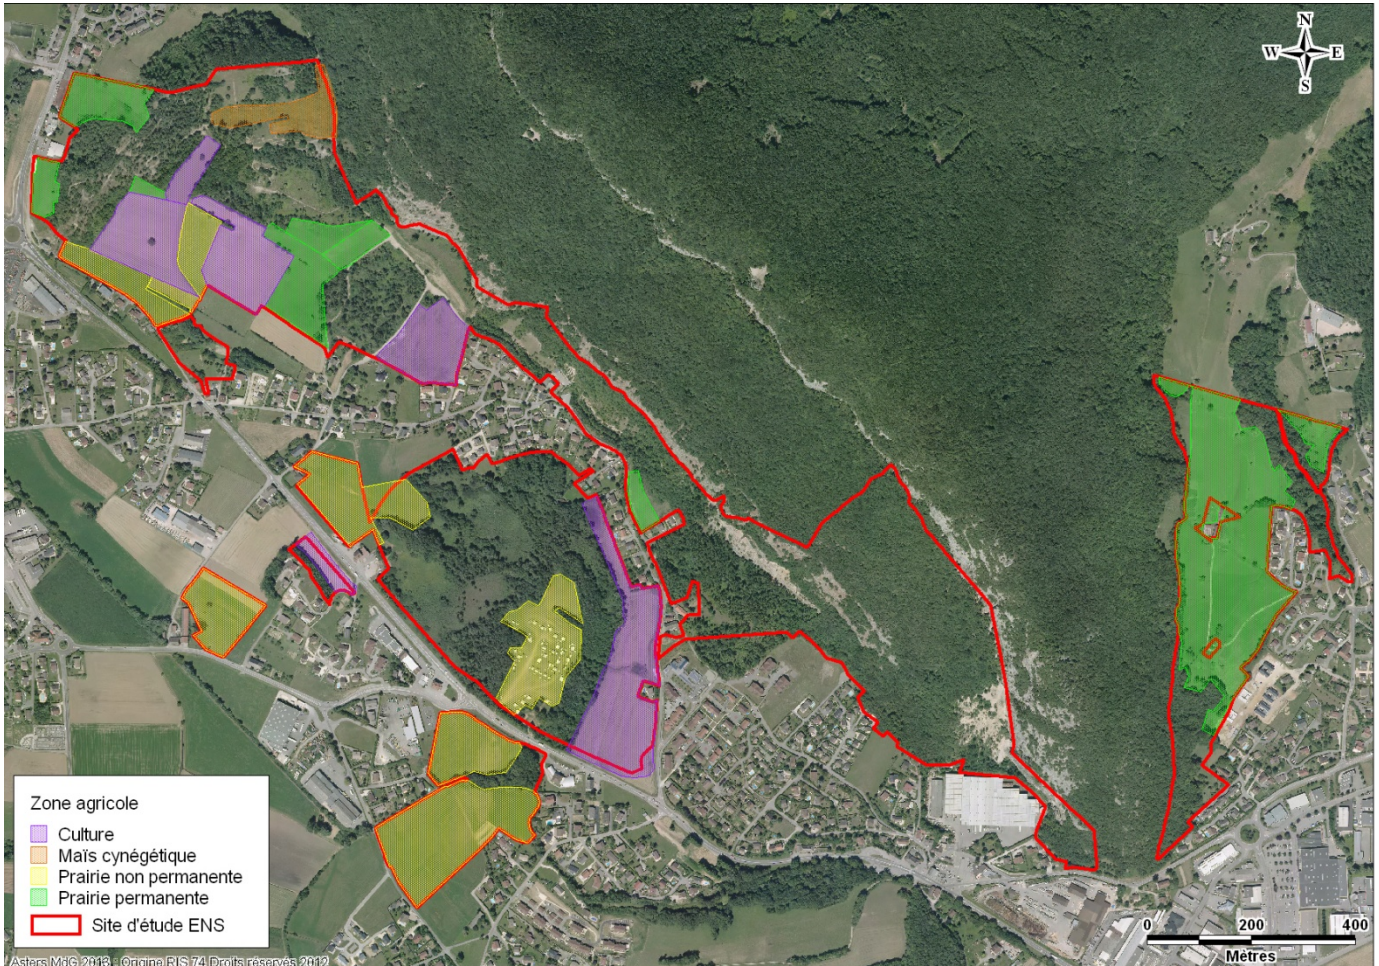 N
W E
S
Zone agricole
Culture
Maïs cynégétique
Prairie non permanente
Prairie permanente
Site d'étude ENS
0 200 400
Mètres
Asters MdG 2013 - Origine RIS 74 Droits réservés 2012